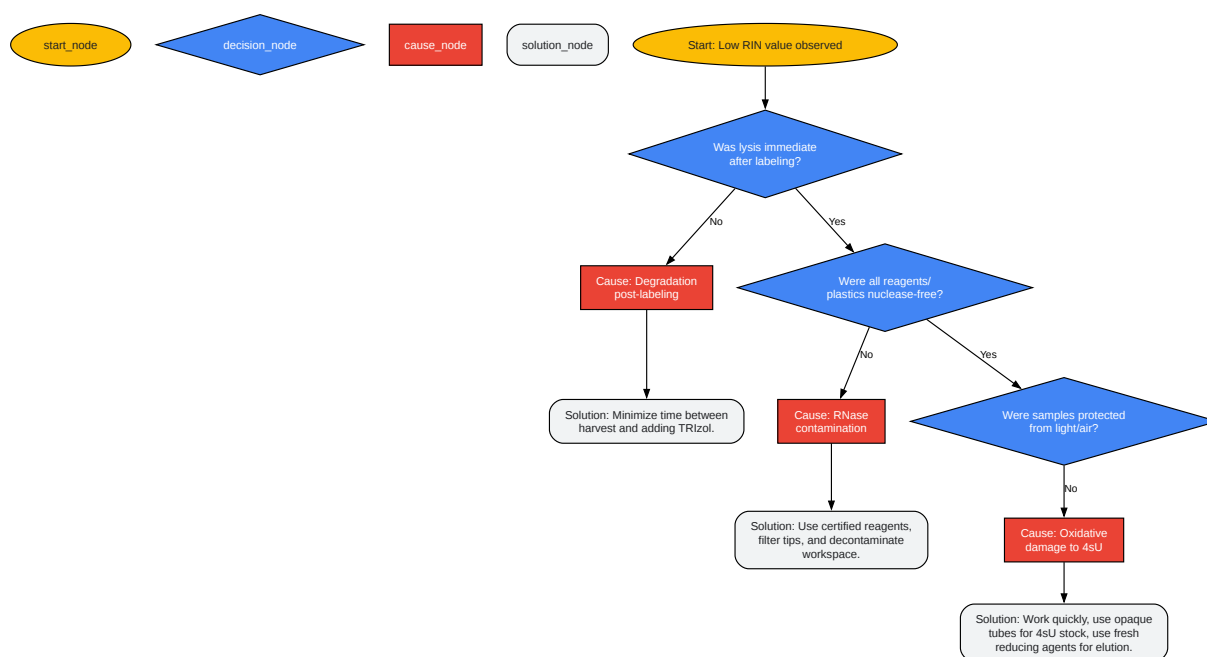 start_node
decision_node
cause_node
solution_node
Start: Low RIN value observed
Was lysis immediate
after labeling?
No
Yes
Cause: Degradation
post-labeling
Were all reagents/
plastics nuclease-free?
No
Yes
Solution: Minimize time between
harvest and adding TRIzol.
Cause: RNase
contamination
Were samples protected
from light/air?
No
Solution: Use certified reagents,
filter tips, and decontaminate
workspace.
Cause: Oxidative
damage to 4sU
Solution: Work quickly, use opaque
tubes for 4sU stock, use fresh
reducing agents for elution.